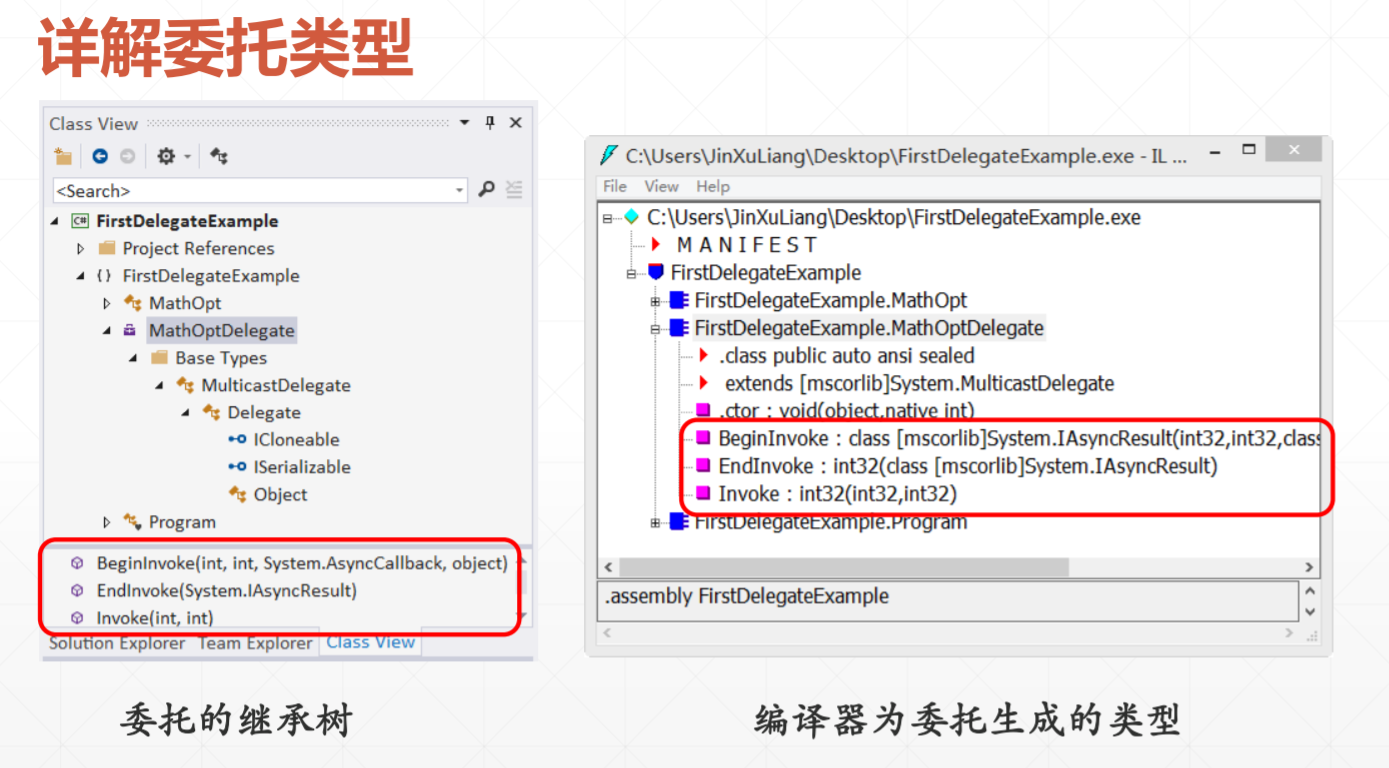 详解委托类型
Class View
<Search>
FirstDelegateExample
Project References
FirstDelegateExample
MathOpt
MathOptDelegate
Base Types
MulticastDelegate
Delegate
ICloneable
ISerializable
Object
Program
BeginInvoke(int, int, System.AsyncCallback, object)
EndInvoke(System.IAsyncResult)
Invoke(int, int)
Solution Explorer Team Explorer Class View
委托的继承树
C:\Users\JinXuLiang\Desktop\FirstDelegateExample.exe - IL ...
File View Help
C:\Users\JinXuLiang\Desktop\FirstDelegateExample.exe
M A N I F E S T
FirstDelegateExample
FirstDelegateExample.MathOpt
FirstDelegateExample.MathOptDelegate
.class public auto ansi sealed
extends [mscorlib]System.MulticastDelegate
.ctor : void(object,native int)
BeginInvoke : class [mscorlib]System.IAsyncResult(int32,int32,class
EndInvoke : int32(class [mscorlib]System.IAsyncResult)
Invoke : int32(int32,int32)
FirstDelegateExample.Program
.assembly FirstDelegateExample
编译器为委托生成的类型